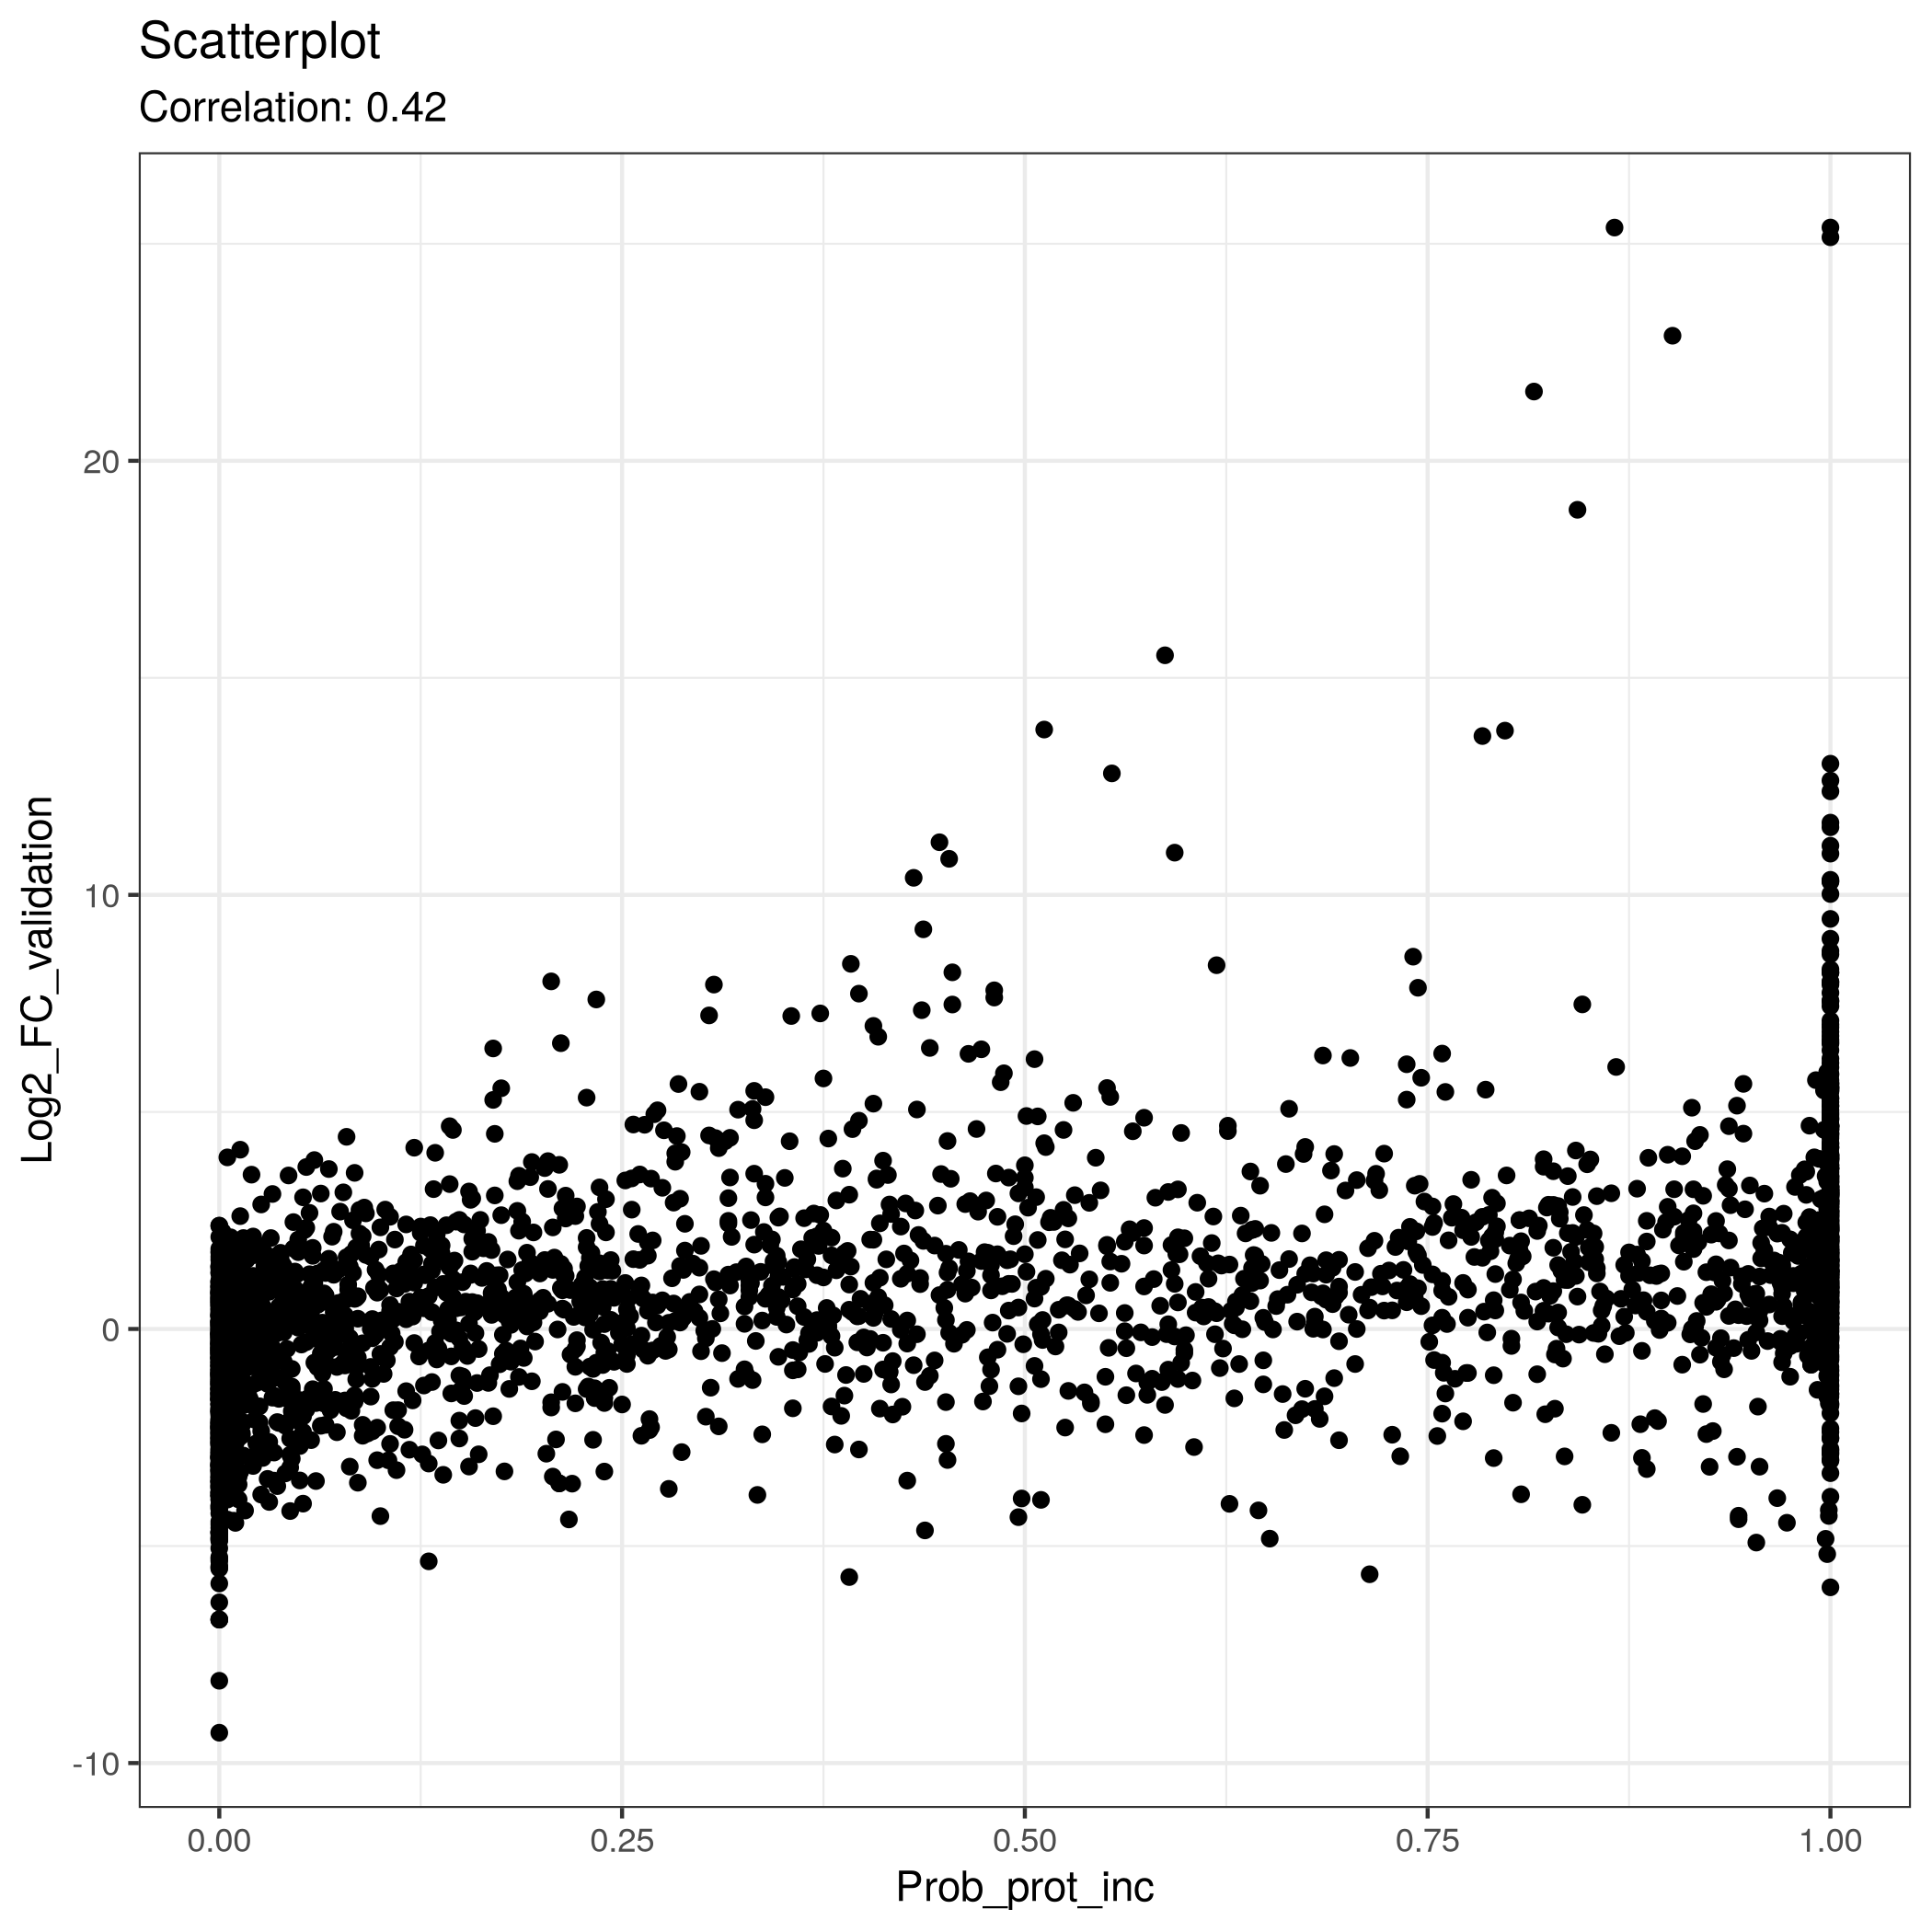 Scatterplot
Correlation: 0.42
Log2_FC_validation
20
10
0
-10
0.00 0.25 0.50 0.75 1.00
Prob_prot_inc